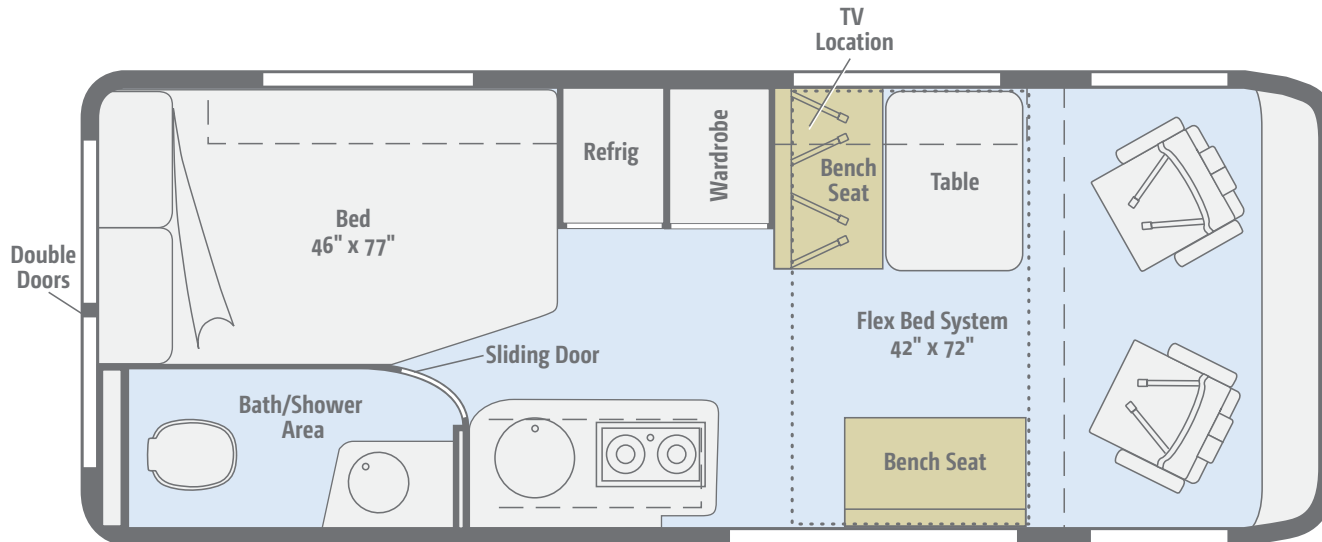 TV
Location
Refrig
Wardrobe
Bench
Seat
Table
Bed
46" x 77"
Double
Doors
Flex Bed System
42" x 72"
Sliding Door
Bath/Shower
Area
Bench Seat